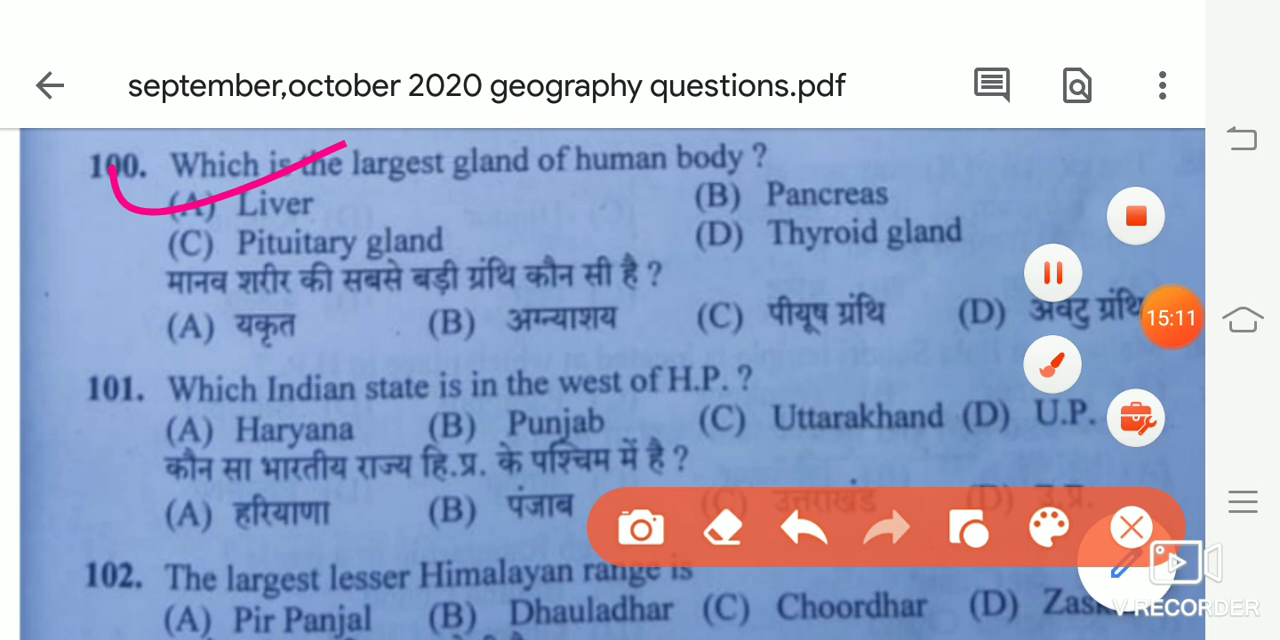 september,october 2020 geography questions.pdf
100. Which is the largest gland of human body ?
(A) Liver (B) Pancreas
(C) Pituitary gland (D) Thyroid gland
मानव शरीर की सबसे बड़ी ग्रंथि कौन सी है ?
(A) यकृत (B) अग्न्याशय (C) पीयूष ग्रंथि (D) अवटु ग्रंथि
15:11
101. Which Indian state is in the west of H.P. ?
(A) Haryana (B) Punjab (C) Uttarakhand (D) U.P.
कौन सा भारतीय राज्य हि.प्र. के पश्चिम में है ?
(A) हरियाणा (B) पंजाब (C) उत्तराखंड (D) उ.प्र.
102. The largest lesser Himalayan range is
(A) Pir Panjal (B) Dhauladhar (C) Choordhar (D)
V RECORDER